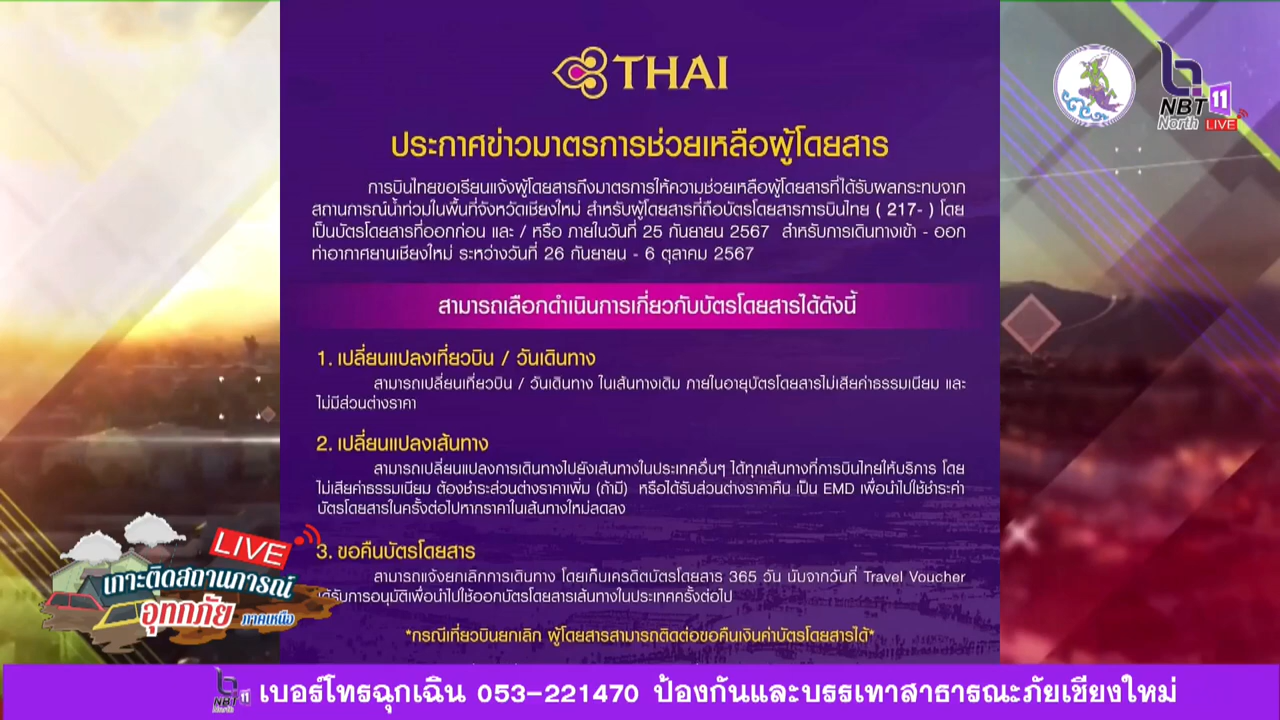 THAI
NBT 11
North LIVE
ประกาศข่าวมาตรการช่วยเหลือผู้โดยสาร
การบินไทยขอเรียนแจ้งผู้โดยสารถึงมาตรการให้ความช่วยเหลือผู้โดยสารที่ได้รับผลกระทบจาก
สถานการณ์น้ำท่วมในพื้นที่จังหวัดเชียงใหม่ สำหรับผู้โดยสารที่ถือบัตรโดยสารการบินไทย ( 217- ) โดย
เป็นบัตรโดยสารที่ออกก่อน และ / หรือ ภายในวันที่ 25 กันยายน 2567 สำหรับการเดินทางเข้า - ออก
ท่าอากาศยานเชียงใหม่ ระหว่างวันที่ 26 กันยายน - 6 ตุลาคม 2567
สามารถเลือกดำเนินการเกี่ยวกับบัตรโดยสารได้ดังนี้
1. เปลี่ยนแปลงเที่ยวบิน / วันเดินทาง
สามารถเปลี่ยนเที่ยวบิน / วันเดินทาง ในเส้นทางเดิม ภายในอายุบัตรโดยสารไม่เสียค่าธรรมเนียม และ
ไม่มีส่วนต่างราคา
2. เปลี่ยนแปลงเส้นทาง
สามารถเปลี่ยนแปลงการเดินทางไปยังเส้นทางในประเทศอื่นๆ ได้ทุกเส้นทางที่การบินไทยให้บริการ โดย
ไม่เสียค่าธรรมเนียม ต้องชำระส่วนต่างราคาเพิ่ม (ถ้ามี) หรือได้รับส่วนต่างราคาคืน เป็น EMD เพื่อนำไปใช้ชำระค่า
บัตรโดยสารในครั้งต่อไปหากราคาในเส้นทางใหม่ลดลง
3. ขอคืนบัตรโดยสาร
สามารถแจ้งยกเลิกการเดินทาง โดยเก็บเครดิตบัตรโดยสาร 365 วัน นับจากวันที่ Travel Voucher
ได้รับการอนุมัติเพื่อนำไปใช้ออกบัตรโดยสารเส้นทางในประเทศครั้งต่อไป
*กรณีเที่ยวบินยกเลิก ผู้โดยสารสามารถติดต่อขอคืนเงินค่าบัตรโดยสารได้*
LIVE
เกาะติดสถานการณ์
อุทกภัย ภาคเหนือ
NBT 11
North
เบอร์โทรฉุกเฉิน 053-221470 ป้องกันและบรรเทาสาธารณะภัยเชียงใหม่